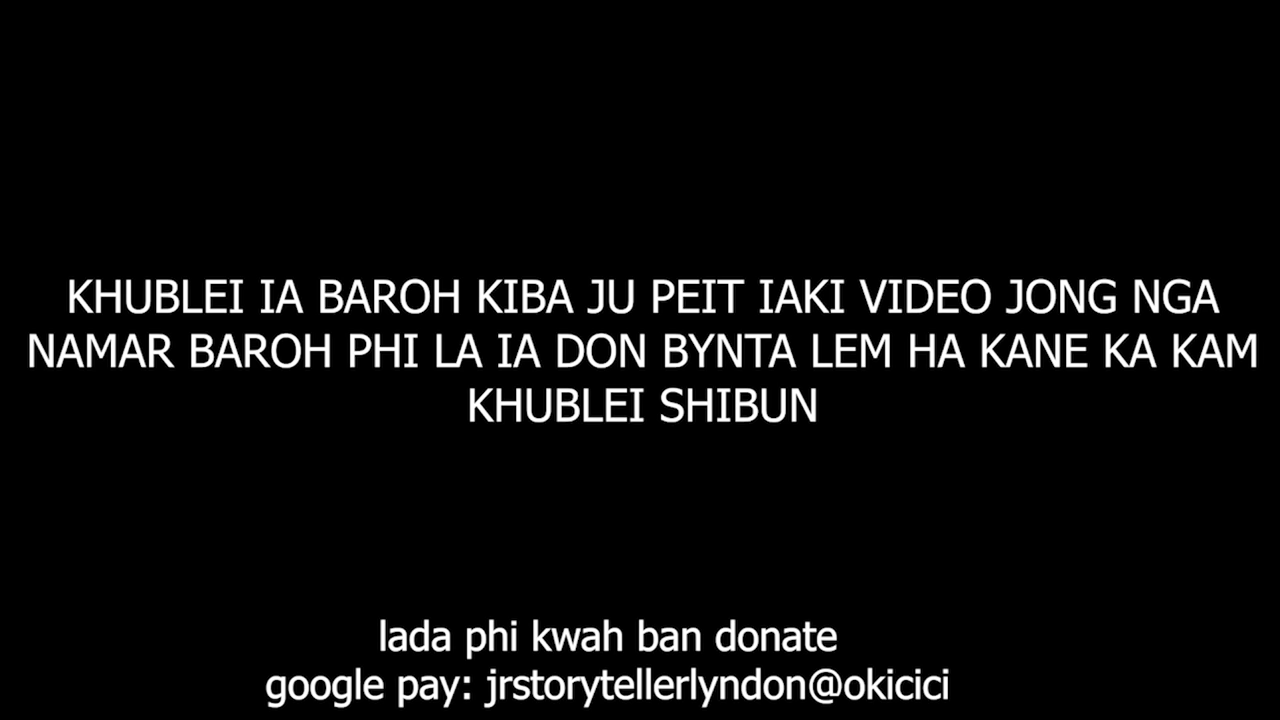 KHUBLEI IA BAROH KIBA JU PEIT IAKI VIDEO JONG NGA
NAMAR BAROH PHI LA IA DON BYNTA LEM HA KANE KA KAM
KHUBLEI SHIBUN
lada phi kwah ban donate
google pay: jrstorytellerlyndon@okicici